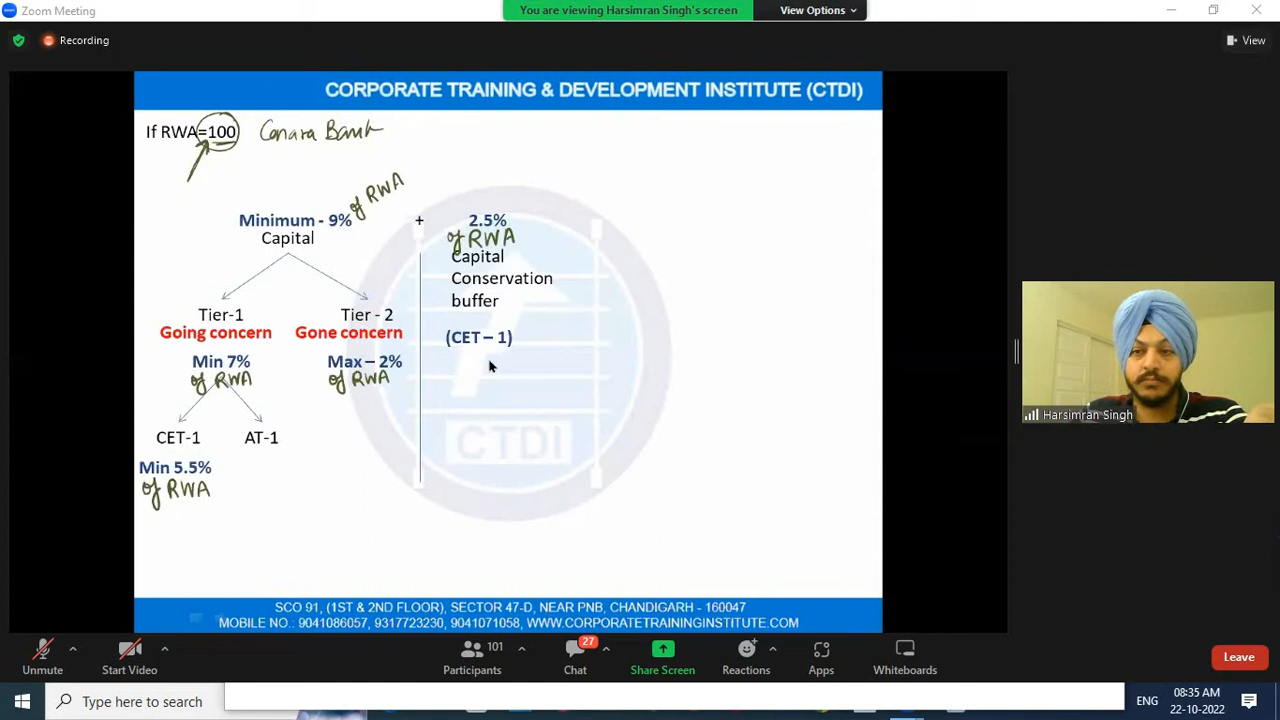 Zoom Meeting
You are viewing Harsimran Singh's screen
View Options
Recording
View
CORPORATE TRAINING & DEVELOPMENT INSTITUTE (CTDI)
If RWA=100 Canara Bank
Minimum - 9% of RWA + 2.5%
of RWA
Capital
Capital
Conservation
buffer
Tier-1 Tier - 2
Going concern Gone concern
(CET – 1)
Min 7% Max – 2%
of RWA of RWA
CET-1 AT-1
Min 5.5%
of RWA
CTDI
Harsimran Singh
SCO 91, (1ST & 2ND FLOOR), SECTOR 47-D, NEAR PNB, CHANDIGARH - 160047
MOBILE NO.: 9041086057, 9317723230, 9041071058, WWW.CORPORATETRAININGINSTITUTE.COM
101
27
Unmute
Start Video
Participants
Chat
Share Screen
Reactions
Apps
Whiteboards
Leave
Type here to search
ENG
08:35 AM
22-10-2022